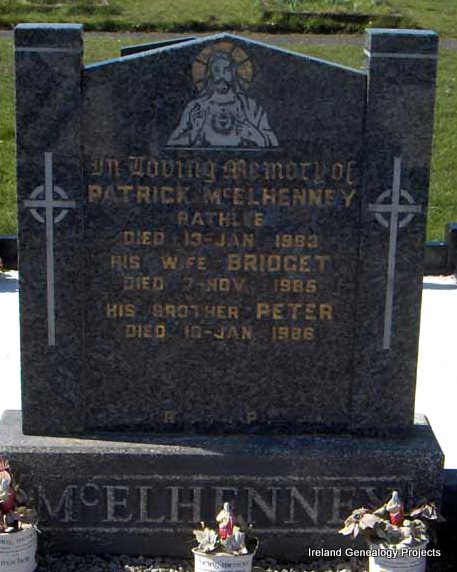 In Loving Memory of
PATRICK McELHENNEY
RATHLEE
DIED 13-JAN 1983
HIS WIFE BRIDGET
DIED 7-NOV 1985
HIS BROTHER PETER
DIED 10-JAN 1986
R P
McELHENNEY
Ireland Genealogy Projects